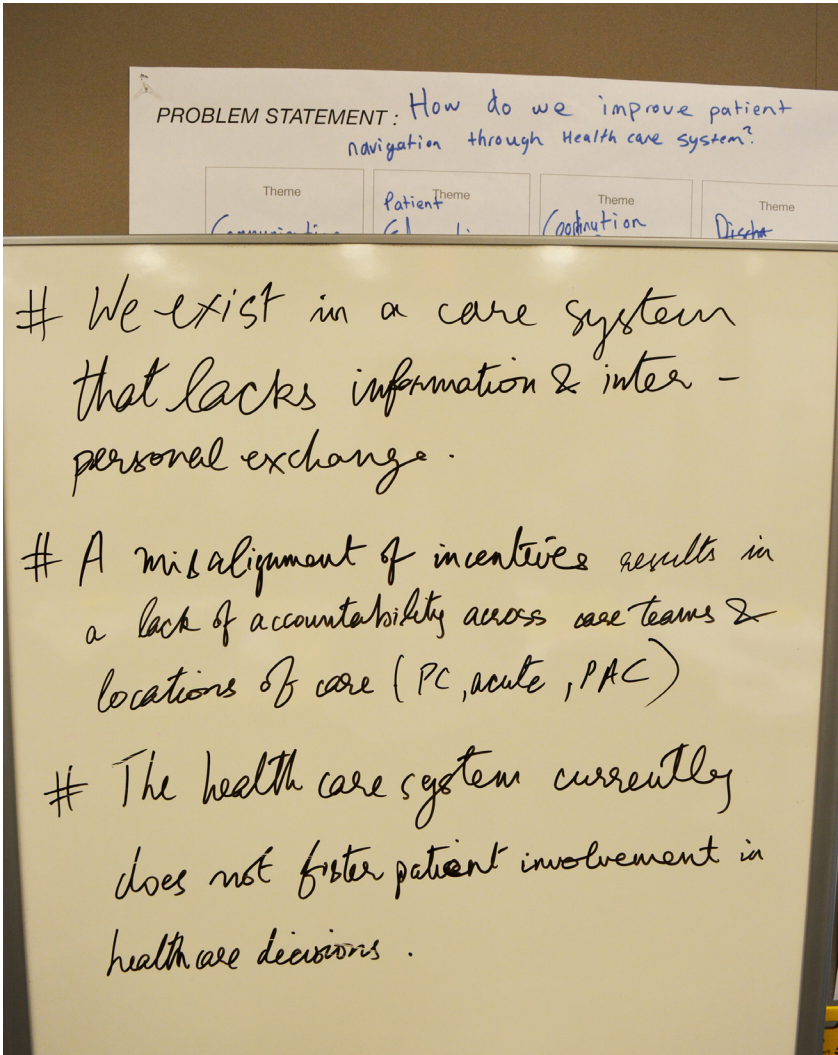 PROBLEM STATEMENT: How do we improve patient
navigation through Health care system?
Theme Theme Theme Theme
Patient
Coordination
# We exist in a care system
that lacks information & inter -
personal exchange.
# A misalignment of incentives results in
a lack of accountability across care teams &
locations of care (PC, acute, PAC)
# The health care system currently
does not foster patient involvement in
healthcare decisions.